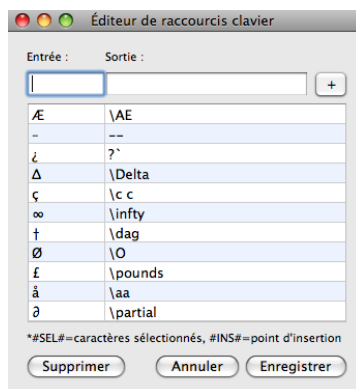 Éditeur de raccourcis clavier
Entrée : Sortie :
+
Æ \AE
– --
¿ ?`
Δ \Delta
ç \c c
∞ \infty
† \dag
Ø \O
£ \pounds
å \aa
∂ \partial
*#SEL#=caractères sélectionnés, #INS#=point d'insertion
Supprimer Annuler Enregistrer